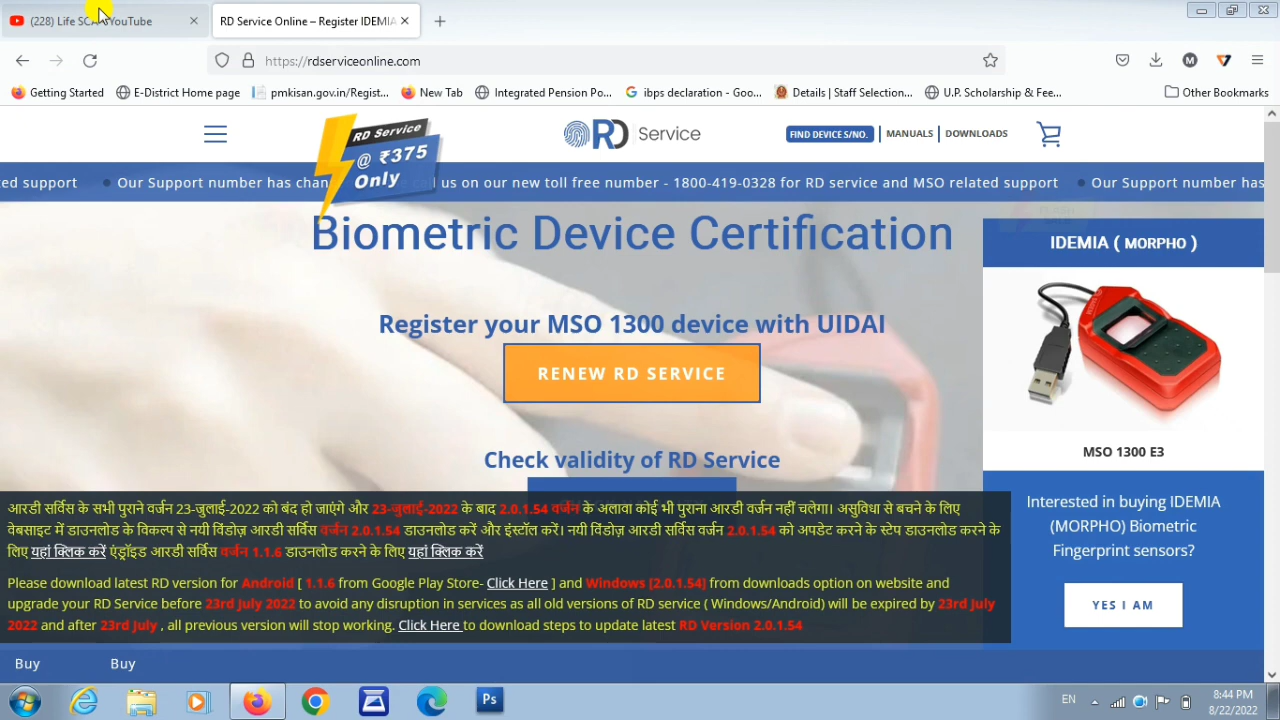 (228) Life SCAN YouTube
RD Service Online – Register IDEMIA
https://rdserviceonline.com
Getting Started
E-District Home page
pmkisan.gov.in/Regist...
New Tab
Integrated Pension Po...
ibps declaration - Goo...
Details | Staff Selection...
U.P. Scholarship & Fee...
Other Bookmarks
RD Service
@ ₹375
Only
RD Service
FIND DEVICE S/NO.
MANUALS
DOWNLOADS
ted support
Our Support number has chan
call us on our new toll free number - 1800-419-0328 for RD service and MSO related support
Our Support number has
Biometric Device Certification
Register your MSO 1300 device with UIDAI
RENEW RD SERVICE
Check validity of RD Service
IDEMIA ( MORPHO )
MSO 1300 E3
Interested in buying IDEMIA
(MORPHO) Biometric
Fingerprint sensors?
YES I AM
आरडी सर्विस के सभी पुराने वर्जन 23-जुलाई-2022 को बंद हो जाएंगे और 23-जुलाई-2022 के बाद 2.0.1.54 वर्जन के अलावा कोई भी पुराना आरडी वर्जन नहीं चलेगा। असुविधा से बचने के लिए
वेबसाइट में डाउनलोड के विकल्प से नयी विंडोज़ आरडी सर्विस वर्जन 2.0.1.54 डाउनलोड करें और इंस्टॉल करें। नयी विंडोज आरडी सर्विस वर्जन 2.0.1.54 को अपडेट करने के स्टेप डाउनलोड करने के
लिए यहां क्लिक करें एंड्रॉइड आरडी सर्विस वर्जन 1.1.6 डाउनलोड करने के लिए यहां क्लिक करें
Please download latest RD version for Android [ 1.1.6 from Google Play Store- Click Here ] and Windows [2.0.1.54) from downloads option on website and
upgrade your RD Service before 23rd July 2022 to avoid any disruption in services as all old versions of RD service ( Windows/Android) will be expired by 23rd July
2022 and after 23rd July , all previous version will stop working. Click Here to download steps to update latest RD Version 2.0.1.54
Buy
Buy
Ps
EN
8:44 PM
8/22/2022